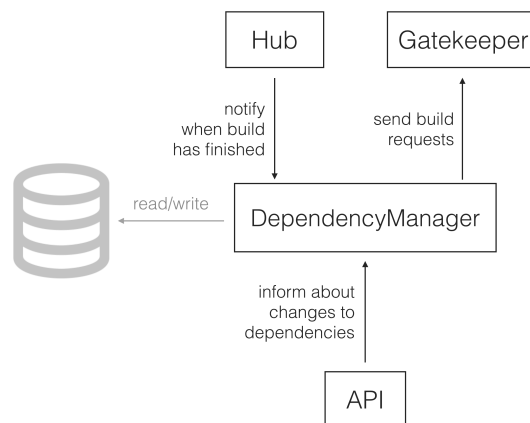 Hub
Gatekeeper
notify
when build
has finished
send build
requests
read/write
DependencyManager
inform about
changes to
dependencies
API